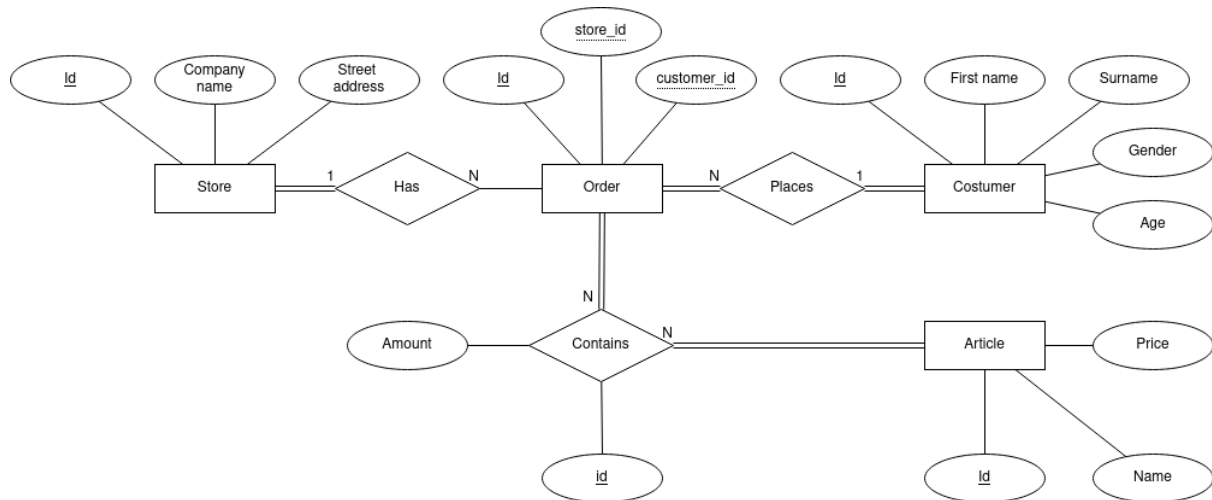 store_id
Id
Company
name
Street
address
Id
customer_id
Id
First name
Surname
Gender
Store
1
Has
N
Order
N
Places
1
Costumer
Age
N
N
Amount
Contains
Article
Price
id
Id
Name